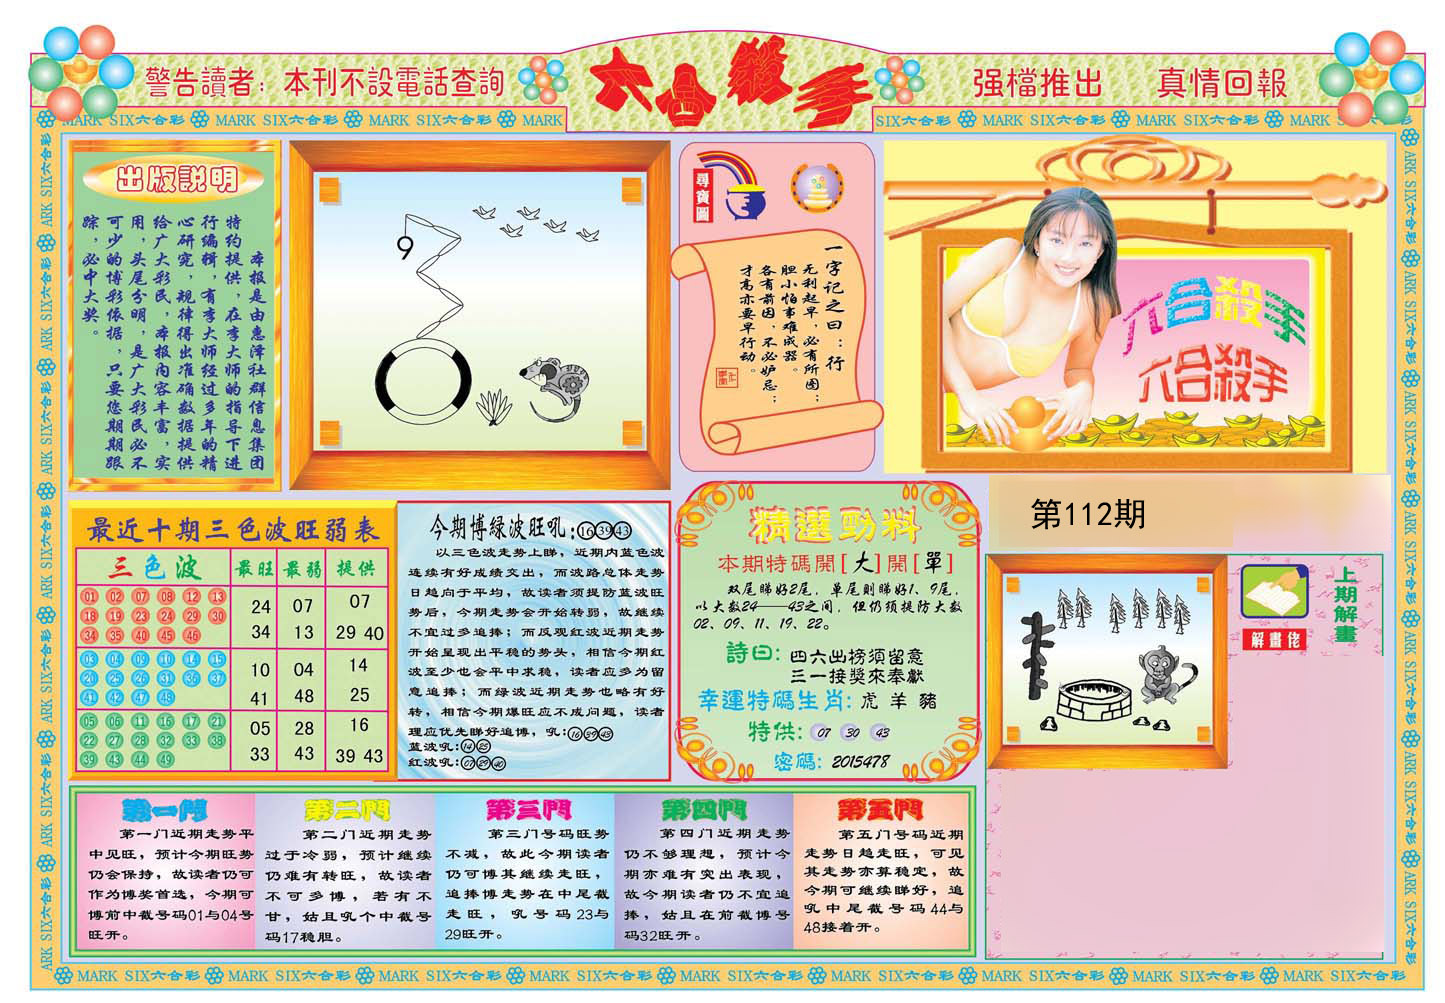 警告讀者：本刊不設電話查詢
六合殺手
强檔推出 真情回報
MARK SIX六合彩 MARK SIX六合彩 MARK SIX六合彩 MARK
SIX六合彩 MARK SIX六合彩 MARK SIX六合彩 MARK SIX六合彩
出版説明
本报是由惠泽社群信息集团
特约提供，在李大师的指导下进
行编辑，有李大师经过多年的精
心研究，规律得出准确数据提供
给广大彩民，本报内容丰富，实
用，头尾分明，是广大彩民必不
可少的博彩依据，只要您期期跟
踪，必中大奖。
9
尋寶圖
一字记之曰：行
无利起早，必有所图；
胆小怕事难成器。
各有前因，不必妒忌；
才高亦要早行动。
六合殺手
六合殺手
最近十期三色波旺弱表
三色波 最旺 最弱 提供
01 02 07 08 12 13
18 19 23 24 29 30
34 35 40 45 46
24 07 07
34 13 29 40
03 04 09 10 14 15
20 25 26 31 36 37
41 42 47 48
10 04 14
41 48 25
05 06 11 16 17 21
22 27 28 32 33 38
39 43 44 49
05 28 16
33 43 39 43
今期博緑波旺吼:16 39 43
以三色波走势上睇，近期内蓝色波
连续有好成绩交出，而波路总体走势
日趋向于平均，故读者须提防蓝波旺
势后，今期走势会开始转弱，故继续
不宜过多追捧；而反观红波近期走势
开始呈现出平稳的势头，相信今期红
波至少也会平中求稳，读者应多为留
意追捧；而绿波近期走势也略有好
转，相信今期爆旺应不成问题，读者
理应优先睇好追博，吼:16 39 43
蓝波吼:14 25
红波吼:07 29 40
精選勁料
本期特碼開[大]開[單]
双尾睇好2尾，单尾则睇好1、9尾，
以大数24——43之间，但仍须提防大数
02、09、11、19、22。
詩曰: 四六出榜須留意
三一接獎來奉獻
幸運特碼生肖: 虎 羊 豬
特供: 07 30 43
密碼: 2015478
第112期
上期解畫
解畫佬
第一門
第一门近期走势平
中见旺，预计今期旺势
仍会保持，故读者仍可
作为博奖首选，今期可
博前中截号码01与04号
旺开。
第二門
第二门近期走势
过于冷弱，预计继续
仍难有转旺，故读者
不可多博，若有不
甘，姑且吼个中截号
码17稳胆。
第三門
第三门号码旺势
不减，故此今期读者
仍可博其继续走旺，
追捧博走势在中尾截
走旺，吼号码23与
29旺开。
第四門
第四门近期走势
仍不够理想，预计今
期亦难有突出表现，
故今期读者仍不宜追
捧，姑且在前截博号
码32旺开。
第五門
第五门号码近期
走势日趋走旺，可见
其走势亦算稳定，故
今期可继续睇好，追
吼中尾截号码44与
48接着开。
MARK SIX六合彩 MARK SIX六合彩 MARK SIX六合彩 MARK SIX六合彩 MARK SIX六合彩 MARK SIX六合彩 MARK SIX六合彩 MARK SIX六合彩 MARK SIX六合彩